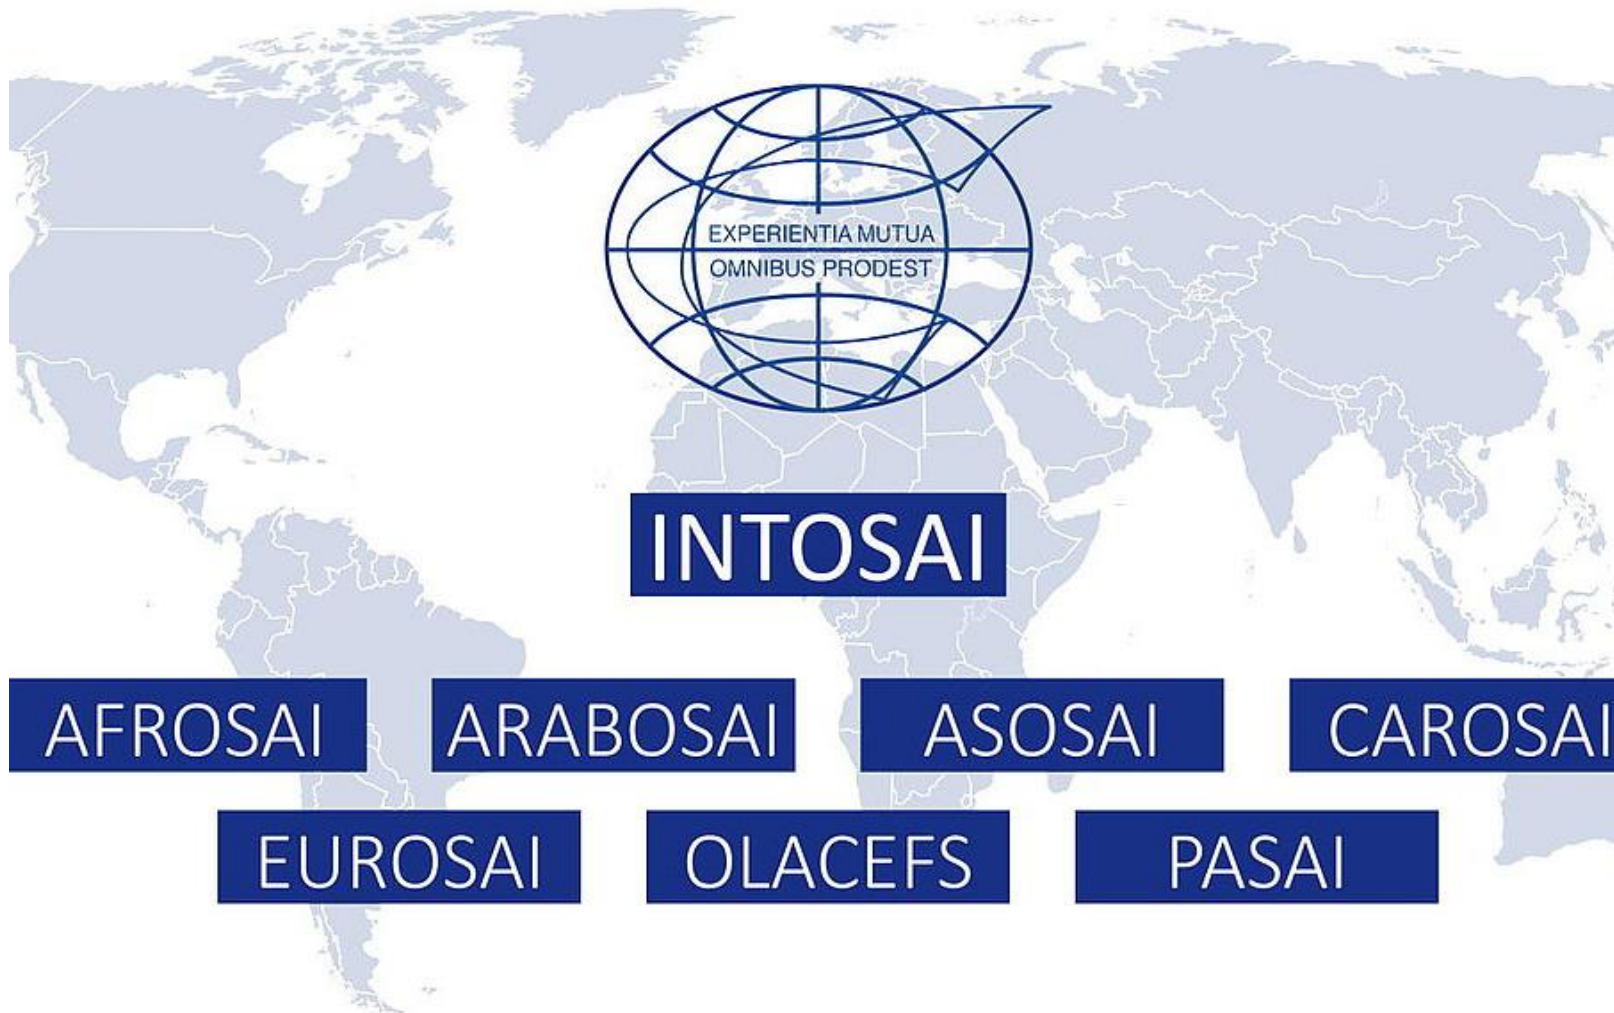 EXPERIENTIA MUTUA
OMNIBUS PRODEST
INTOSAI
AFROSAI
ARABOSAI
ASOSAI
CAROSAI
EUROSAI
OLACEFS
PASAI